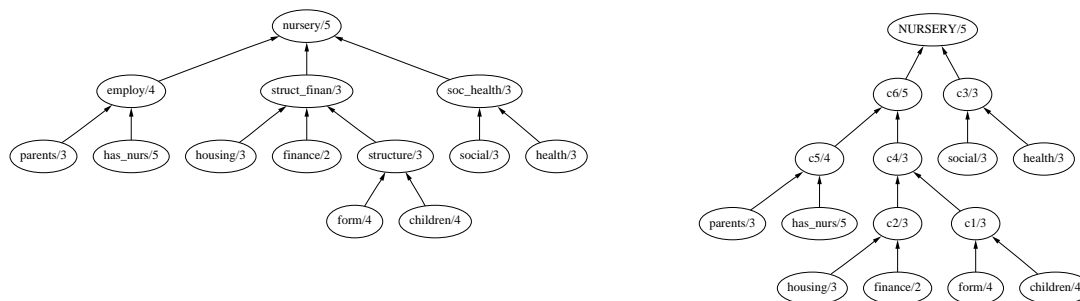 nursery/5
employ/4 struct_finan/3 soc_health/3
parents/3 has_nurs/5 housing/3 finance/2 structure/3 social/3 health/3
form/4 children/4
NURSERY/5
c6/5 c3/3
c5/4 c4/3 social/3 health/3
parents/3 has_nurs/5 c2/3 c1/3
housing/3 finance/2 form/4 children/4